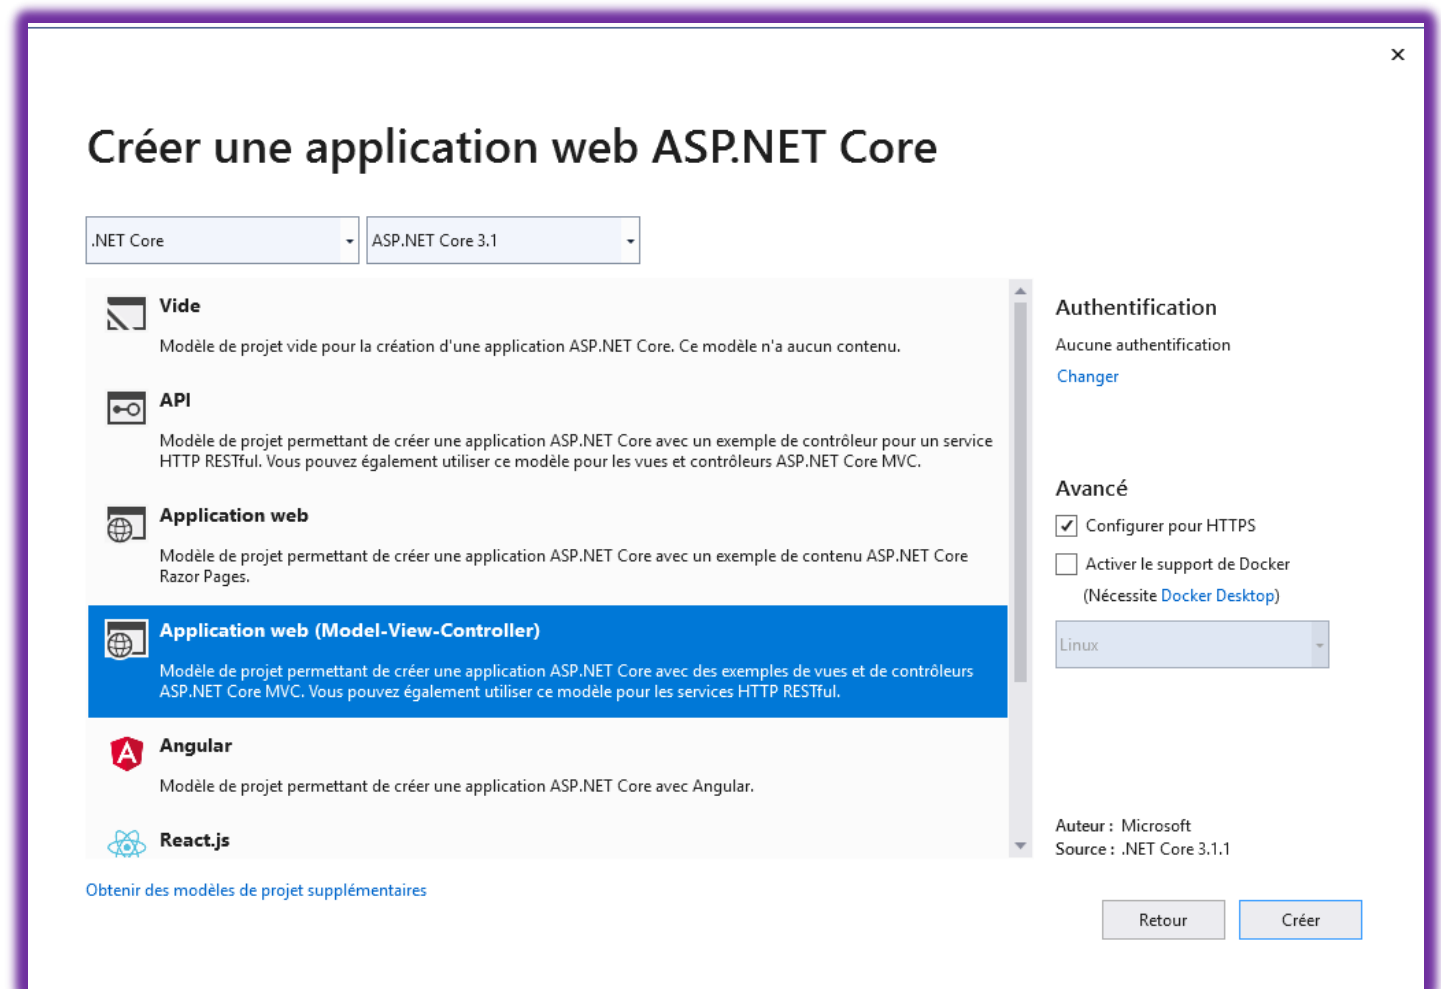 Créer une application web ASP.NET Core
.NET Core
ASP.NET Core 3.1
Vide
Modèle de projet vide pour la création d'une application ASP.NET Core. Ce modèle n'a aucun contenu.
API
Modèle de projet permettant de créer une application ASP.NET Core avec un exemple de contrôleur pour un service
HTTP RESTful. Vous pouvez également utiliser ce modèle pour les vues et contrôleurs ASP.NET Core MVC.
Application web
Modèle de projet permettant de créer une application ASP.NET Core avec un exemple de contenu ASP.NET Core
Razor Pages.
Application web (Model-View-Controller)
Modèle de projet permettant de créer une application ASP.NET Core avec des exemples de vues et de contrôleurs
ASP.NET Core MVC. Vous pouvez également utiliser ce modèle pour les services HTTP RESTful.
Angular
Modèle de projet permettant de créer une application ASP.NET Core avec Angular.
React.js
Obtenir des modèles de projet supplémentaires
Authentification
Aucune authentification
Changer
Avancé
Configurer pour HTTPS
Activer le support de Docker
(Nécessite Docker Desktop)
Linux
Auteur : Microsoft
Source : .NET Core 3.1.1
Retour
Créer